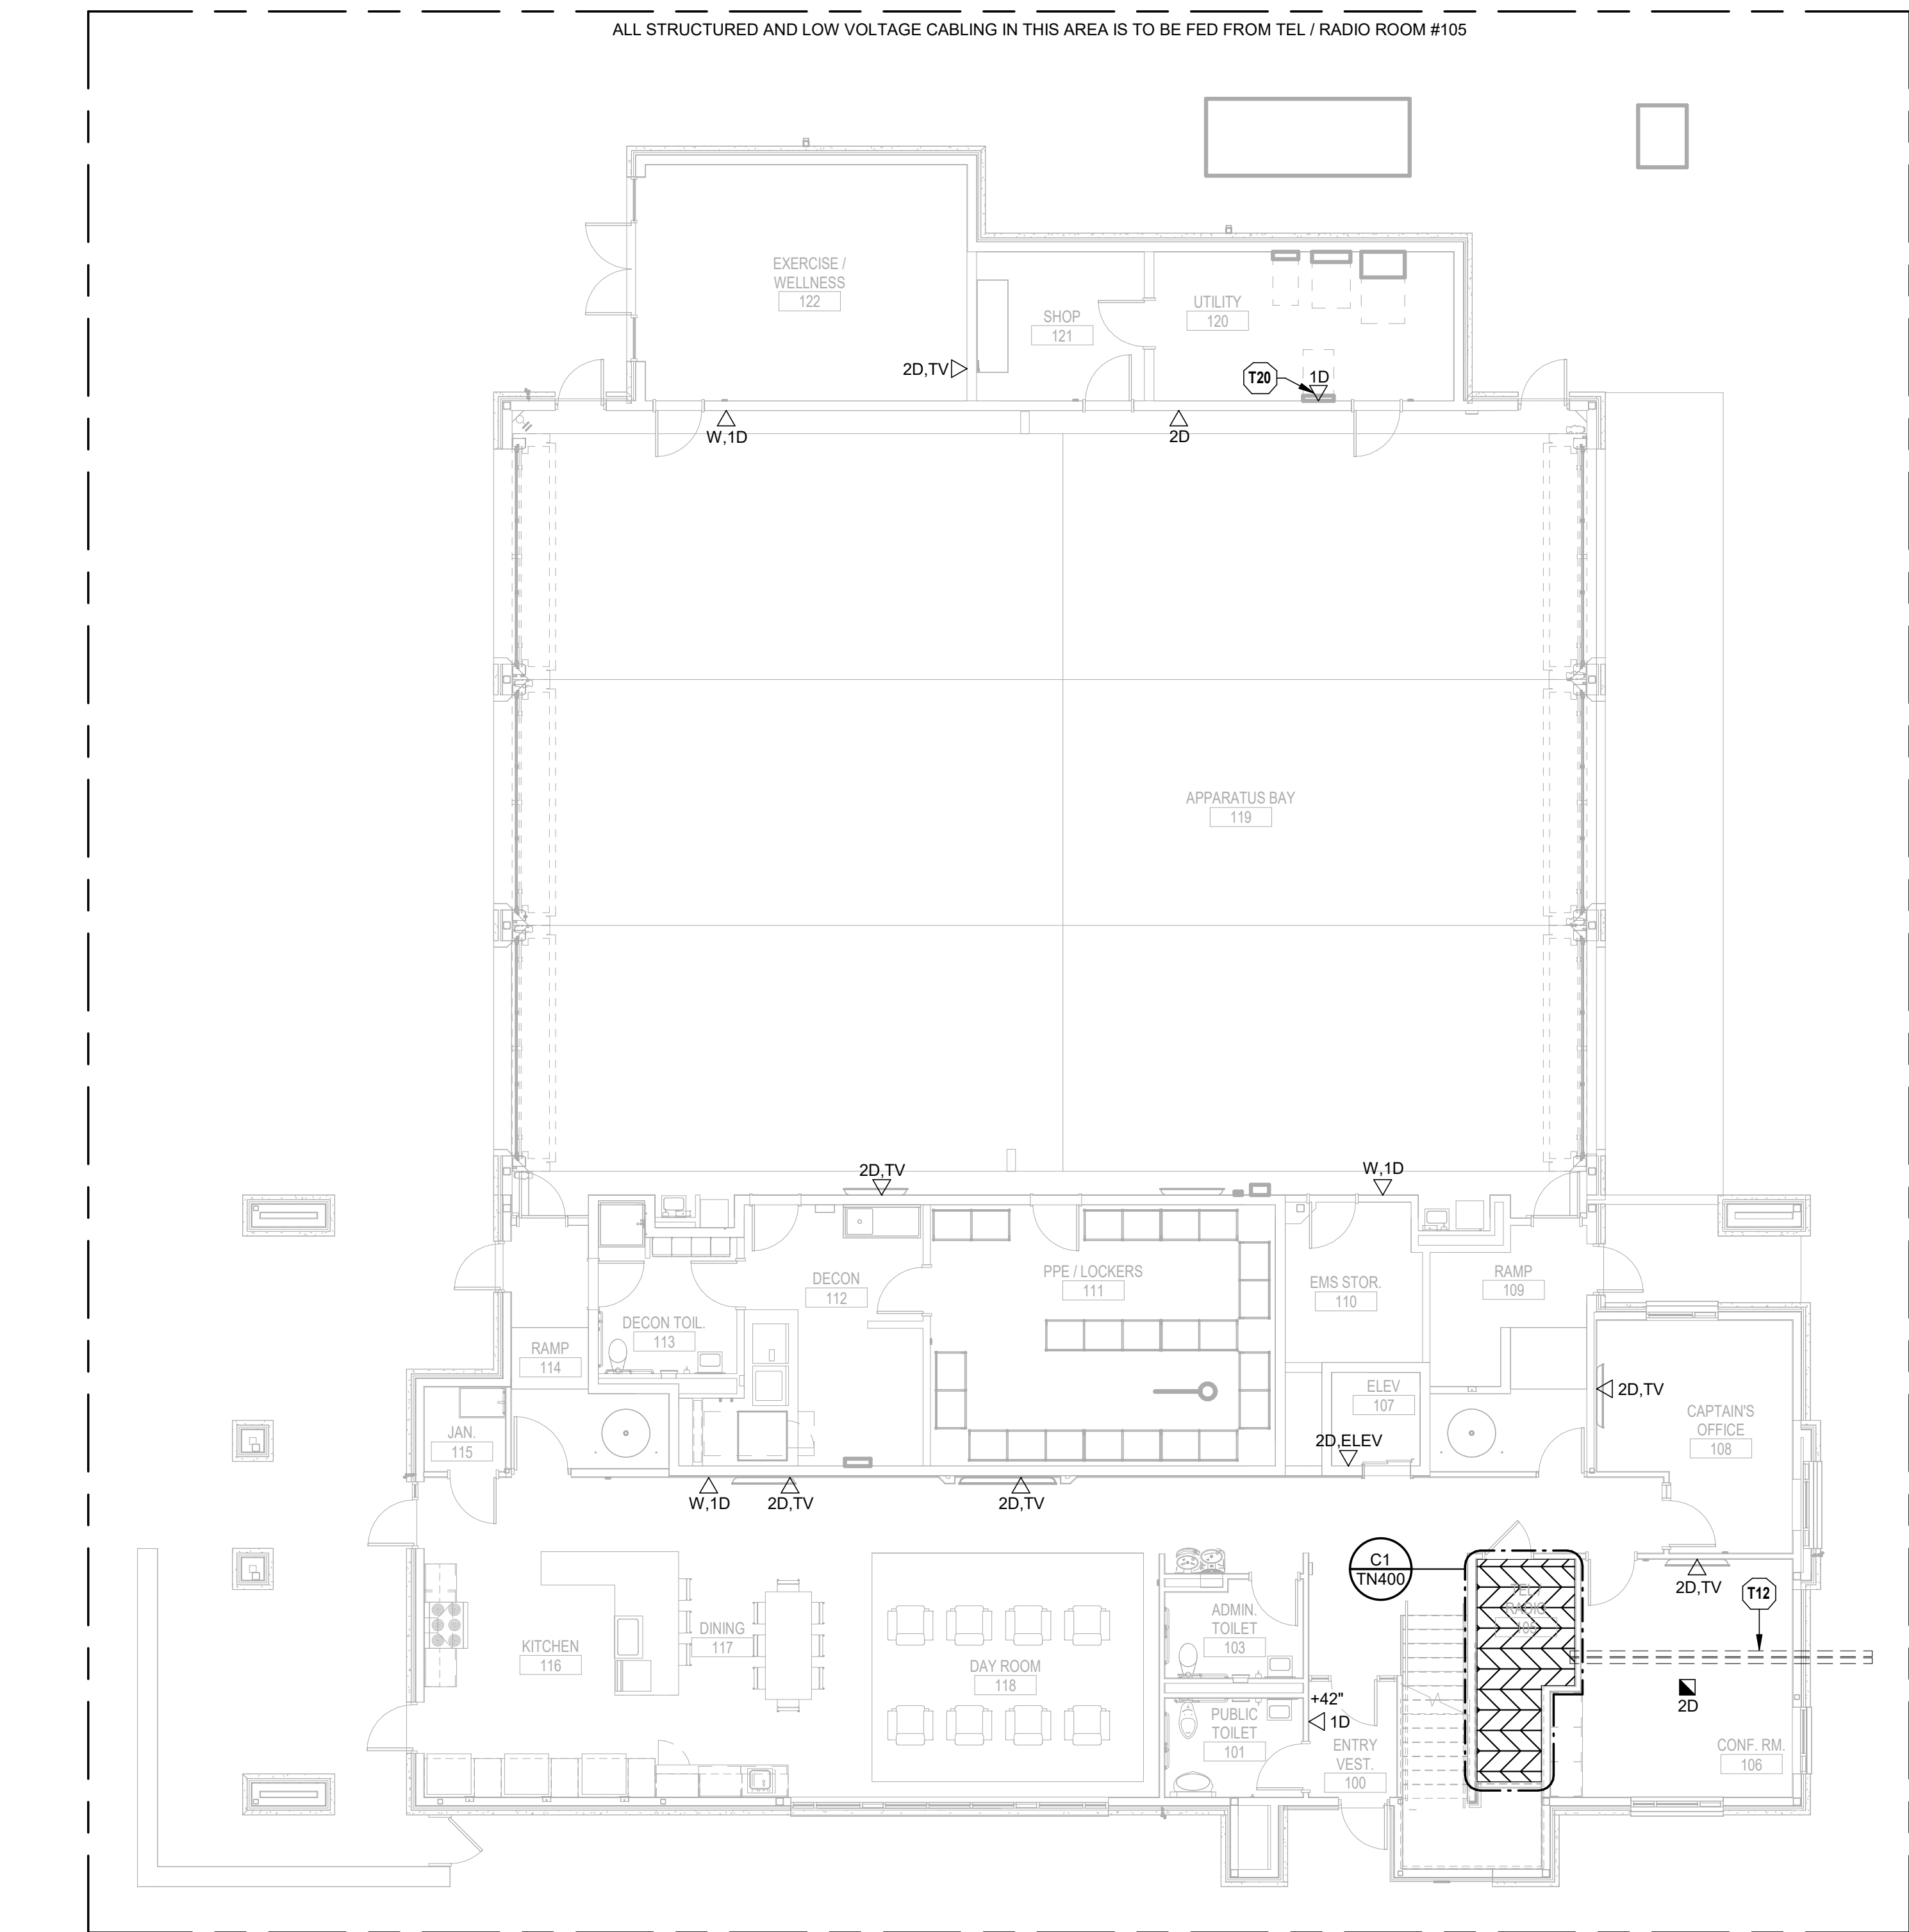 ALL STRUCTURED AND LOW VOLTAGE CABLING IN THIS AREA IS TO BE FED FROM TEL / RADIO ROOM #105
EXERCISE /
WELLNESS
122
SHOP
121
UTILITY
120
2D,TV
T20
1D
W,1D
2D
APPARATUS BAY
119
2D,TV
W,1D
DECON
112
PPE / LOCKERS
111
EMS STOR.
110
RAMP
109
DECON TOIL.
113
RAMP
114
ELEV
107
2D,TV
CAPTAIN'S
OFFICE
108
JAN.
115
2D,ELEV
W,1D
2D,TV
2D,TV
C1
TN400
TEL /
RADIO
105
2D,TV
T12
ADMIN.
TOILET
103
DINING
117
KITCHEN
116
DAY ROOM
118
2D
+42"
1D
PUBLIC
TOILET
101
ENTRY
VEST.
100
CONF. RM.
106